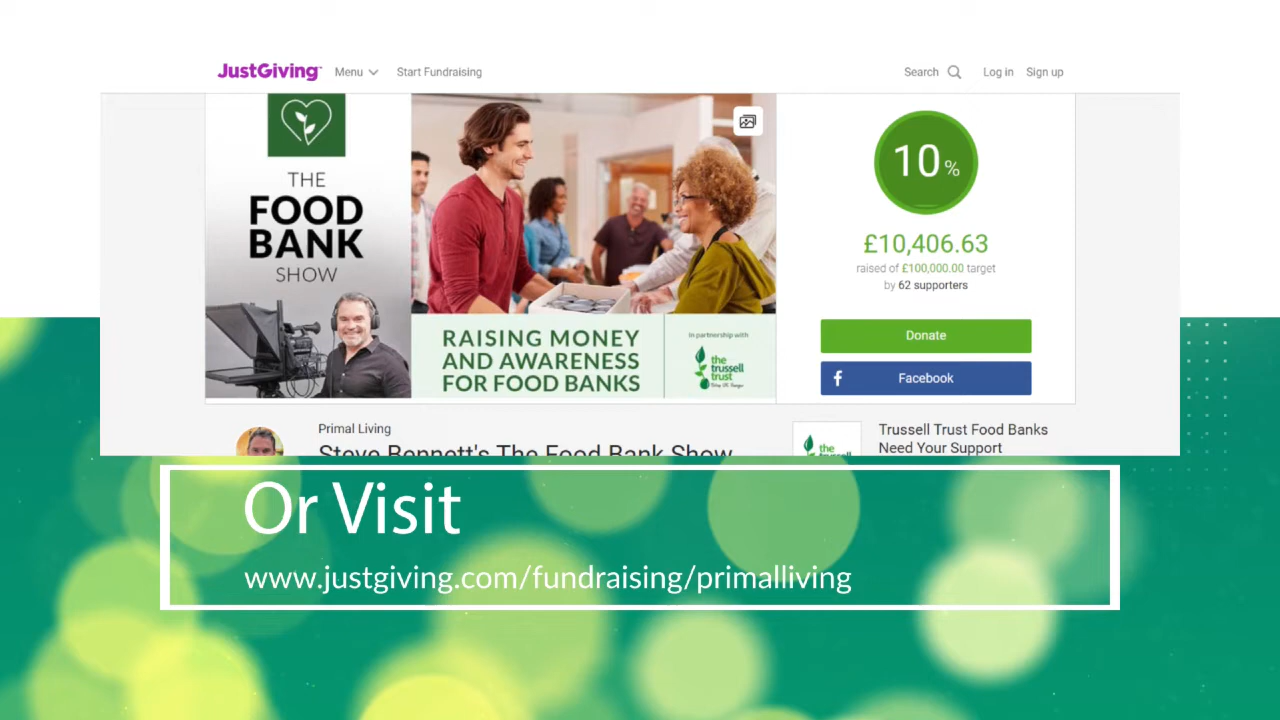 JustGiving™ Menu Start Fundraising Search Log in Sign up
THE
FOOD
BANK
SHOW
RAISING MONEY
AND AWARENESS
FOR FOOD BANKS
In partnership with
the
trussell
trust
10%
£10,406.63
raised of £100,000.00 target
by 62 supporters
Donate
f Facebook
Primal Living
Steve Bennett's The Food Bank Show
the
trussell
Trussell Trust Food Banks
Need Your Support
Or Visit
www.justgiving.com/fundraising/primalliving